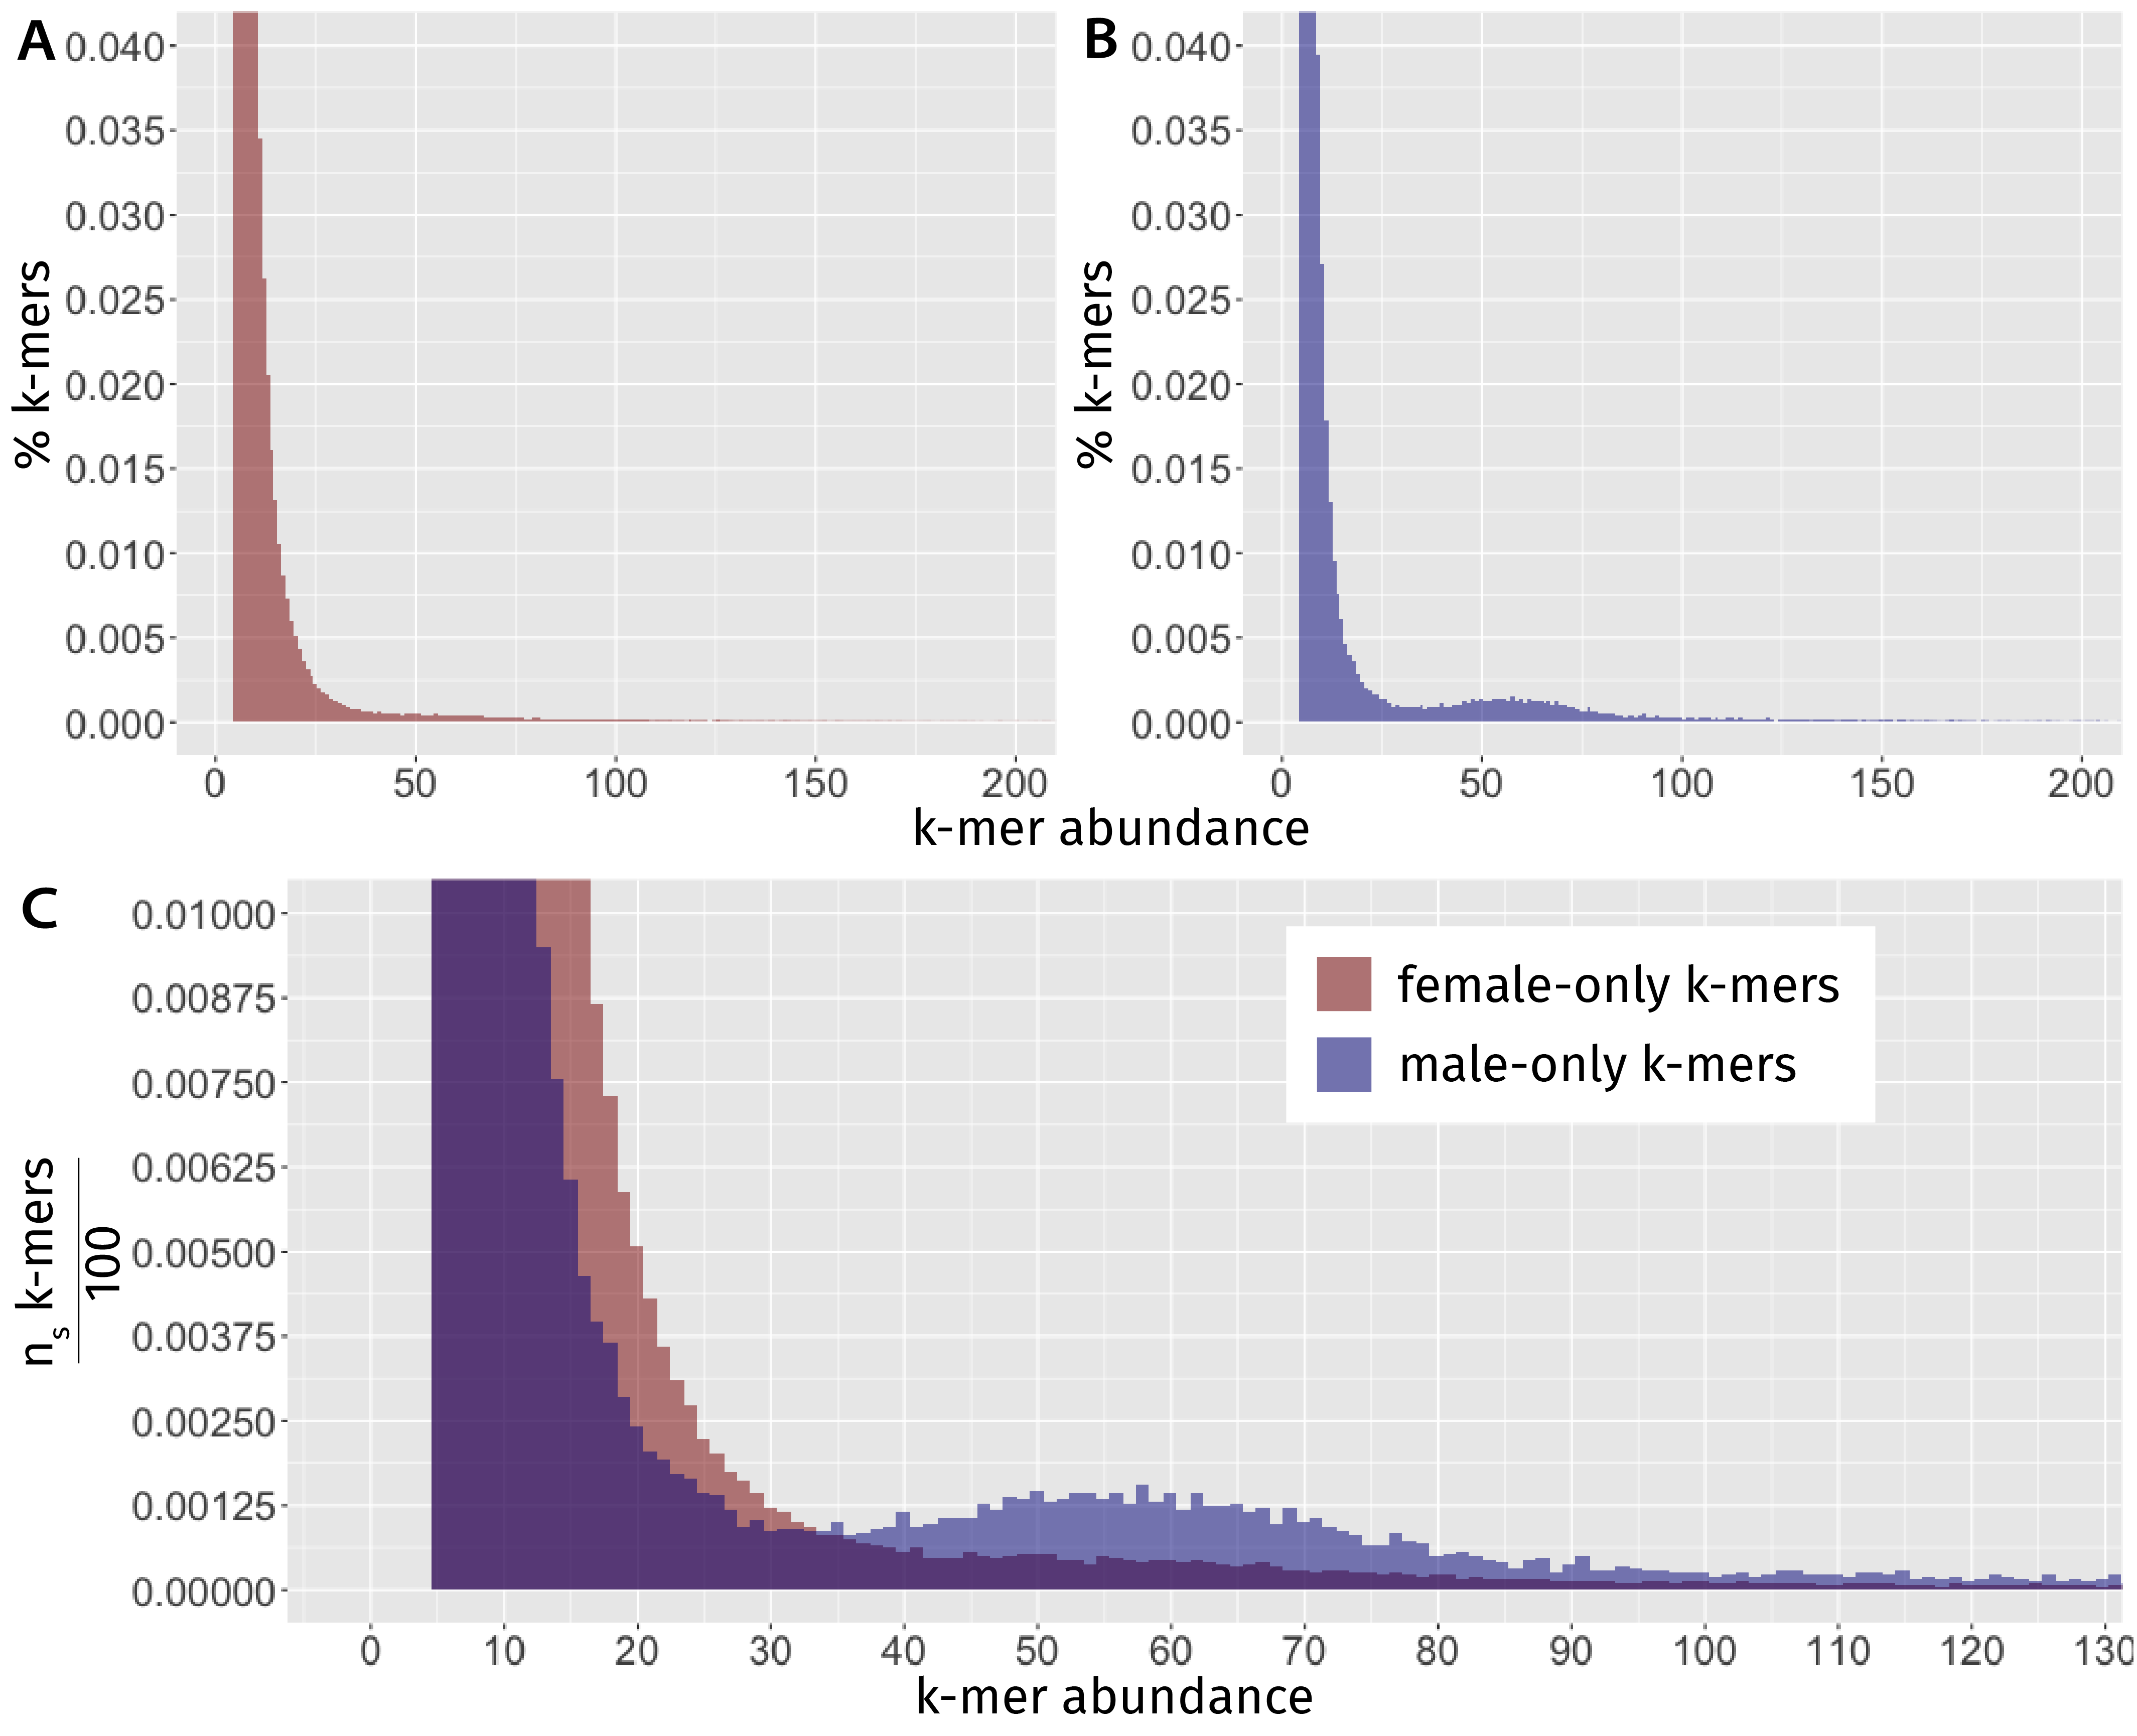 A
0.040
0.035
0.030
0.025
0.020
0.015
0.010
0.005
0.000
% k-mers
0 50 100 150 200
B
0.040
0.035
0.030
0.025
0.020
0.015
0.010
0.005
0.000
% k-mers
0 50 100 150 200
k-mer abundance
C
0.01000
0.00875
0.00750
0.00625
0.00500
0.00375
0.00250
0.00125
0.00000
nₛ k-mers
100
female-only k-mers
male-only k-mers
0 10 20 30 40 50 60 70 80 90 100 110 120 130
k-mer abundance